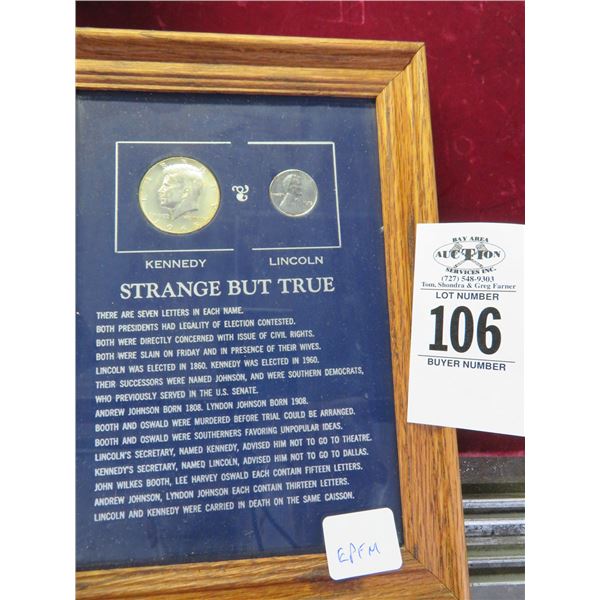 KENNEDY
LINCOLN
STRANGE BUT TRUE
THERE ARE SEVEN LETTERS IN EACH NAME.
BOTH PRESIDENTS HAD LEGALITY OF ELECTION CONTESTED.
BOTH WERE DIRECTLY CONCERNED WITH ISSUE OF CIVIL RIGHTS.
BOTH WERE SLAIN ON FRIDAY AND IN PRESENCE OF THEIR WIVES.
LINCOLN WAS ELECTED IN 1860. KENNEDY WAS ELECTED IN 1960.
THEIR SUCCESSORS WERE NAMED JOHNSON, AND WERE SOUTHERN DEMOCRATS,
WHO PREVIOUSLY SERVED IN THE U.S. SENATE.
ANDREW JOHNSON BORN 1808. LYNDON JOHNSON BORN 1908.
BOOTH AND OSWALD WERE MURDERED BEFORE TRIAL COULD BE ARRANGED.
BOOTH AND OSWALD WERE SOUTHERNERS FAVORING UNPOPULAR IDEAS.
LINCOLN'S SECRETARY, NAMED KENNEDY, ADVISED HIM NOT TO GO TO THEATRE.
KENNEDY'S SECRETARY, NAMED LINCOLN, ADVISED HIM NOT TO GO TO DALLAS.
JOHN WILKES BOOTH, LEE HARVEY OSWALD EACH CONTAIN FIFTEEN LETTERS.
ANDREW JOHNSON, LYNDON JOHNSON EACH CONTAIN THIRTEEN LETTERS.
LINCOLN AND KENNEDY WERE CARRIED IN DEATH ON THE SAME CAISSON.
EPFM
BAY AREA
AUCTION
SERVICES INC.
(727) 548-9303
Tom, Shondra & Greg Farner
LOT NUMBER
106
BUYER NUMBER